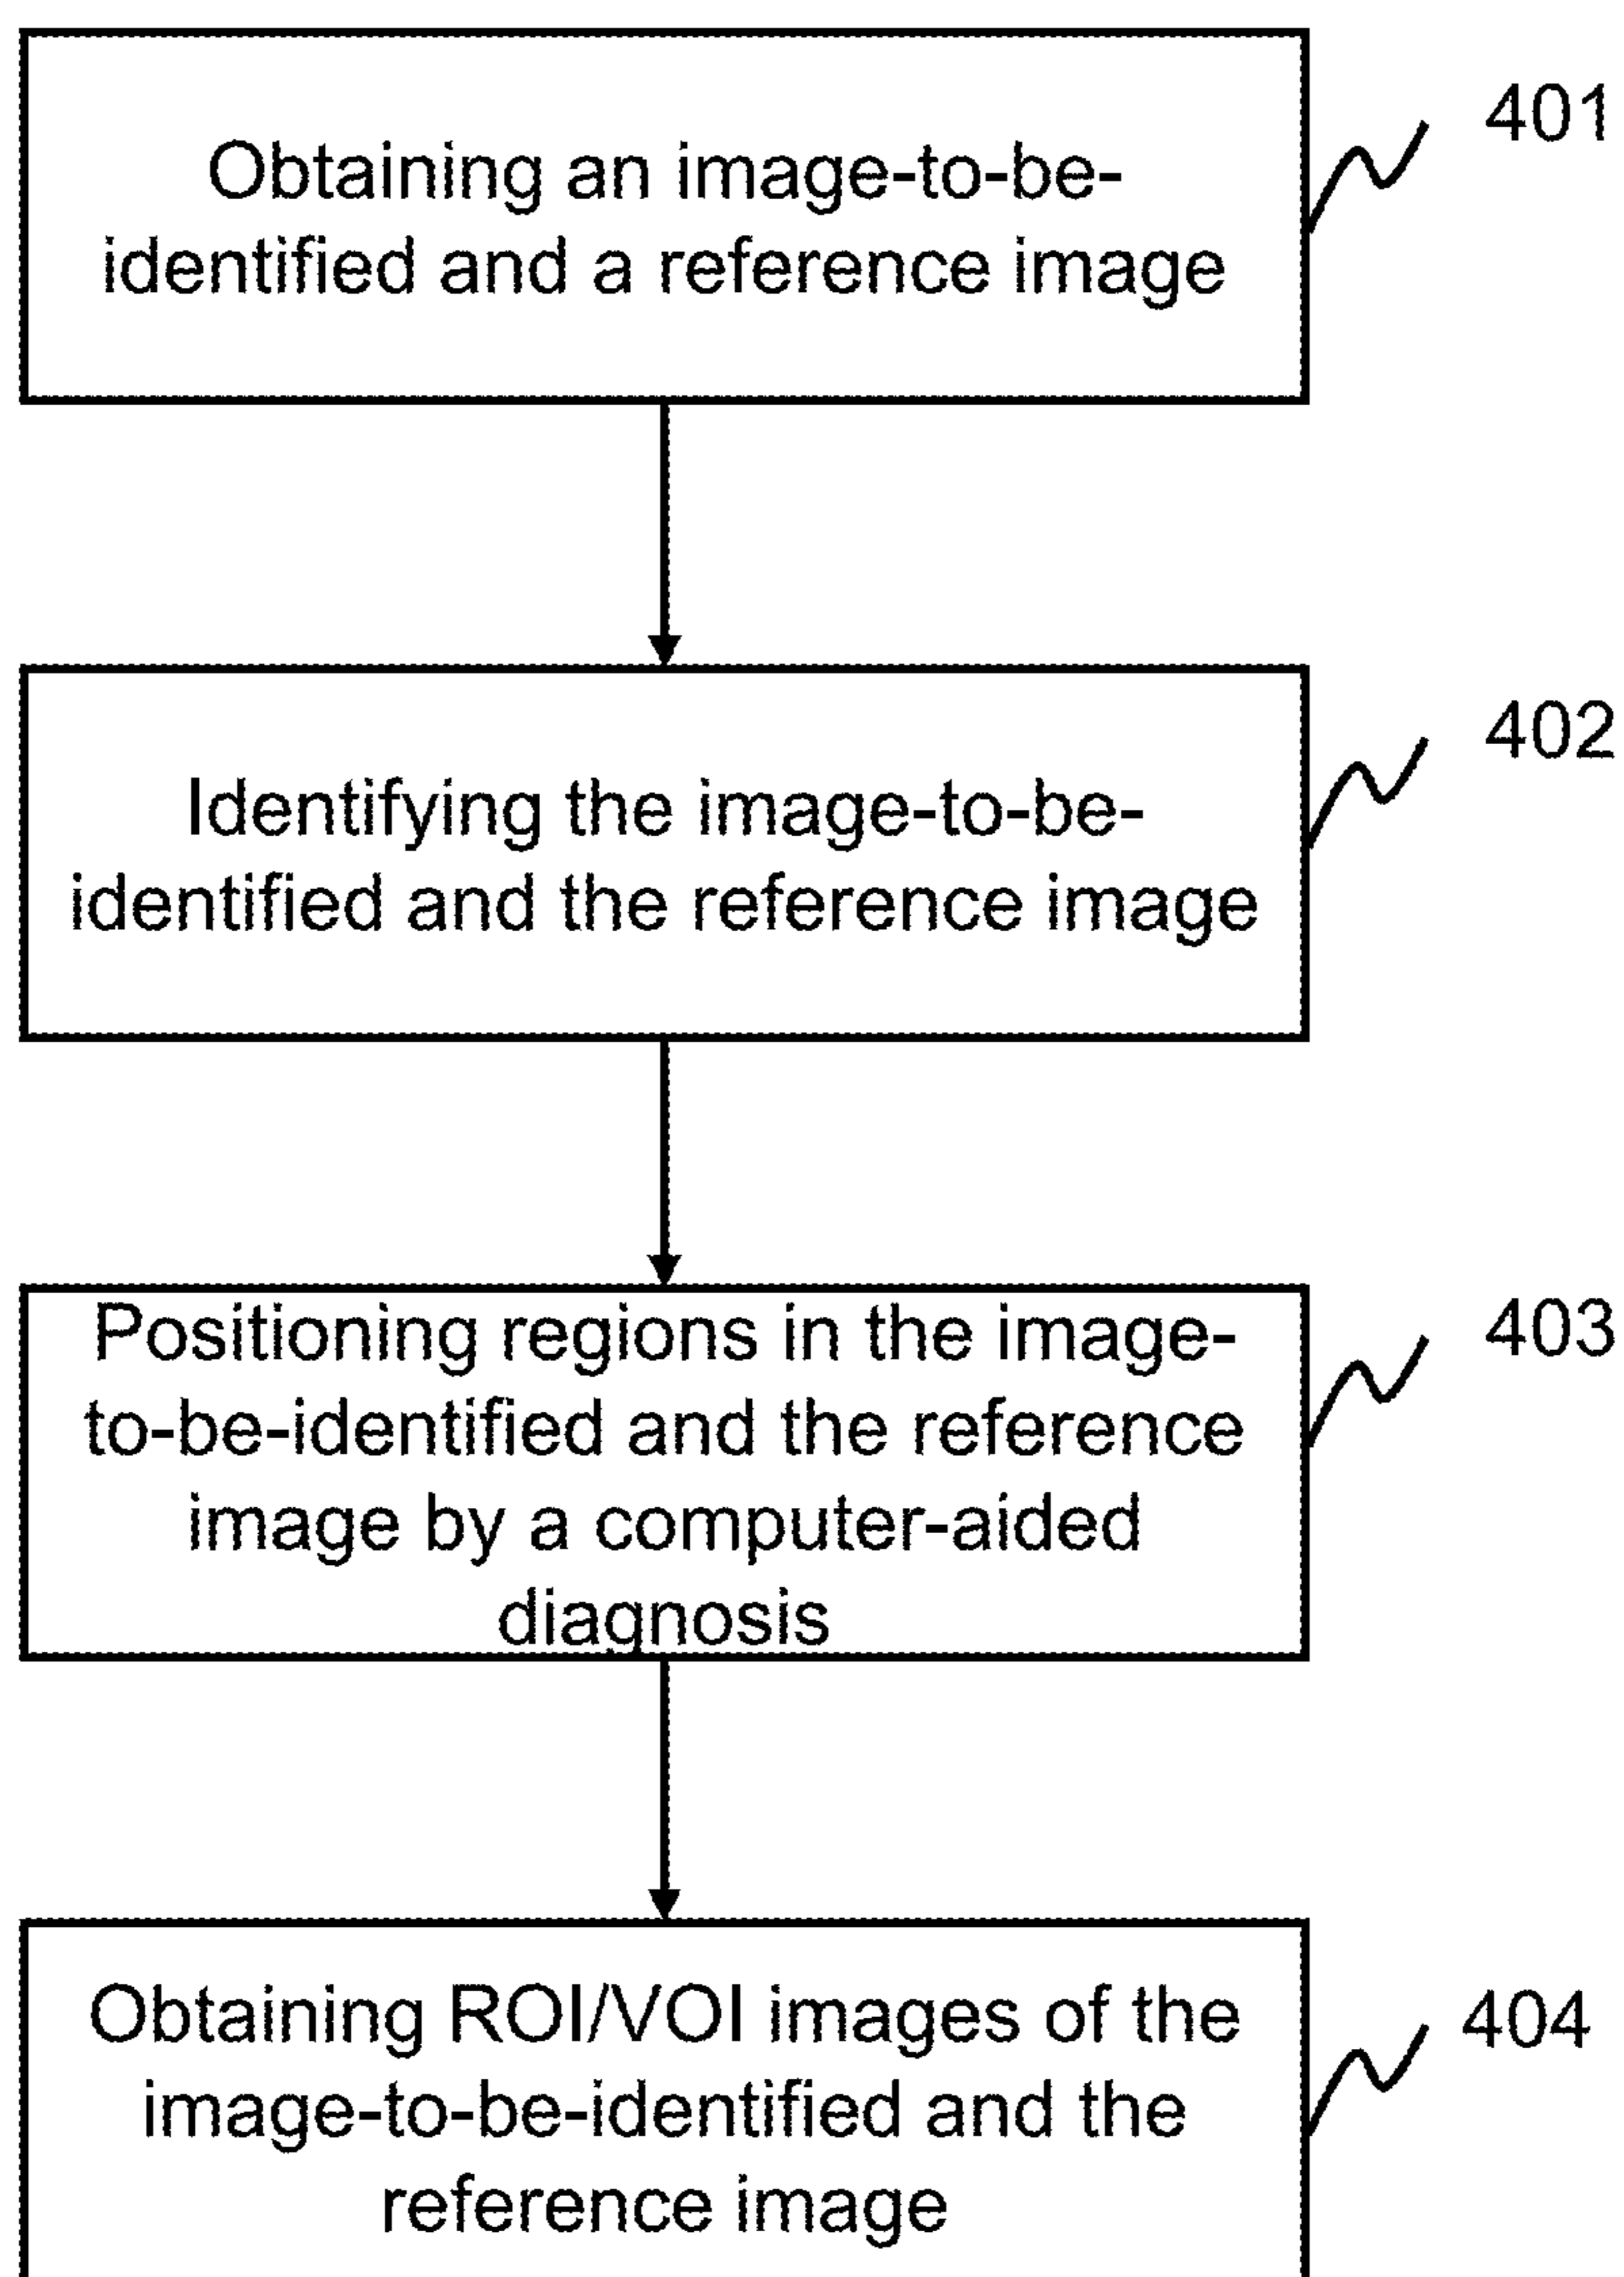 Obtaining an image-to-be-
identified and a reference image
401
Identifying the image-to-be-
identified and the reference image
402
Positioning regions in the image-
to-be-identified and the reference
image by a computer-aided
diagnosis
403
Obtaining ROI/VOI images of the
image-to-be-identified and the
reference image
404